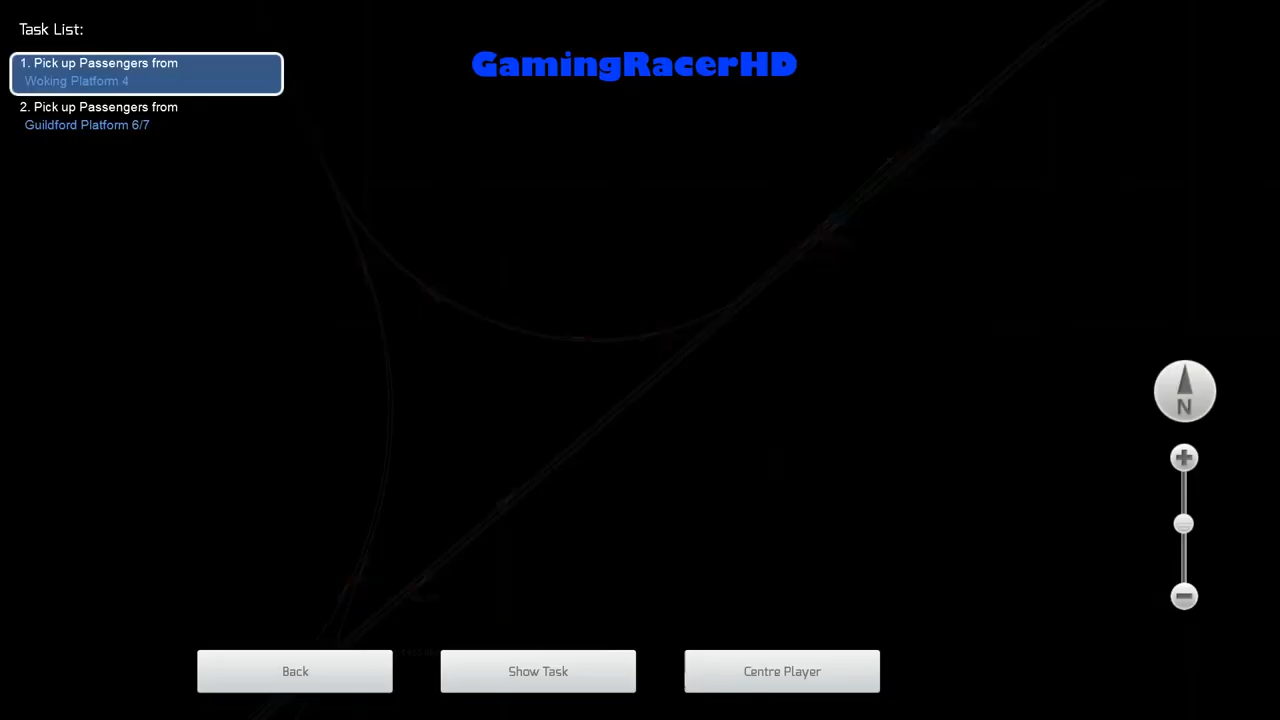 Task List:
GamingRacerHD
1. Pick up Passengers from
Woking Platform 4
2. Pick up Passengers from
Guildford Platform 6/7
N
Back
Show Task
Centre Player